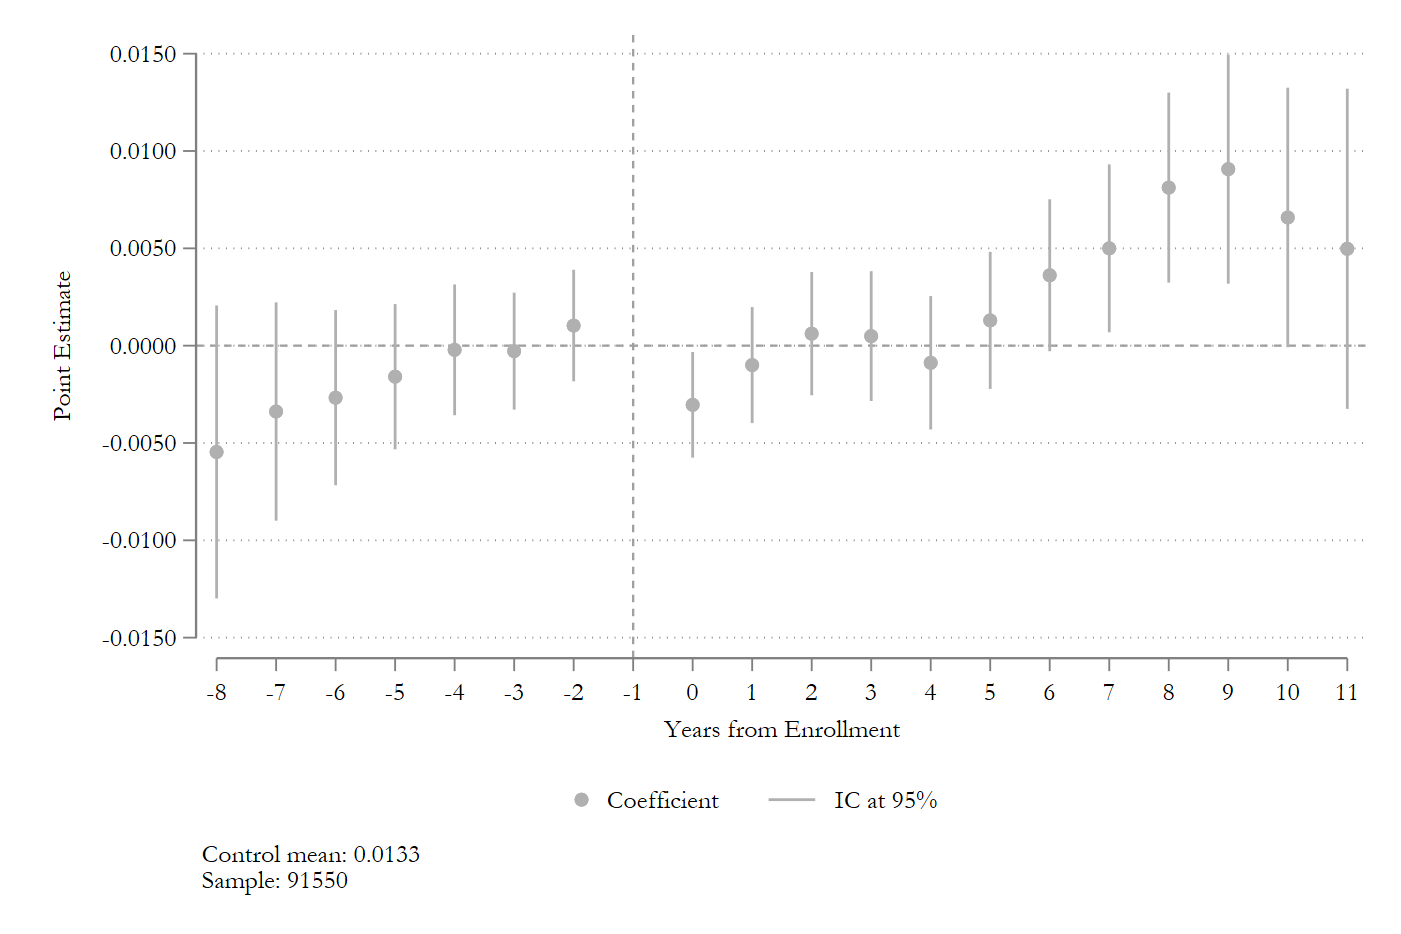 0.0150
0.0100
0.0050
0.0000
-0.0050
-0.0100
-0.0150
Point Estimate
-8 -7 -6 -5 -4 -3 -2 -1 0 1 2 3 4 5 6 7 8 9 10 11
Years from Enrollment
Coefficient IC at 95%
Control mean: 0.0133
Sample: 91550